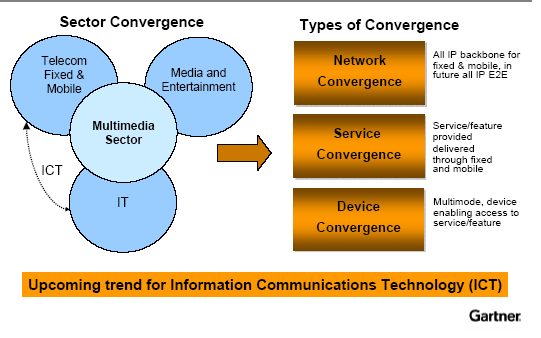 Sector Convergence
Telecom
Fixed &
Mobile
Media and
Entertainment
Multimedia
Sector
ICT
IT
Types of Convergence
Network
Convergence
All IP backbone for
fixed & mobile, in
future all IP E2E
Service
Convergence
Service/feature
provided
delivered
through fixed
and mobile
Device
Convergence
Multimode, device
enabling access to
service/feature
Upcoming trend for Information Communications Technology (ICT)
Gartner